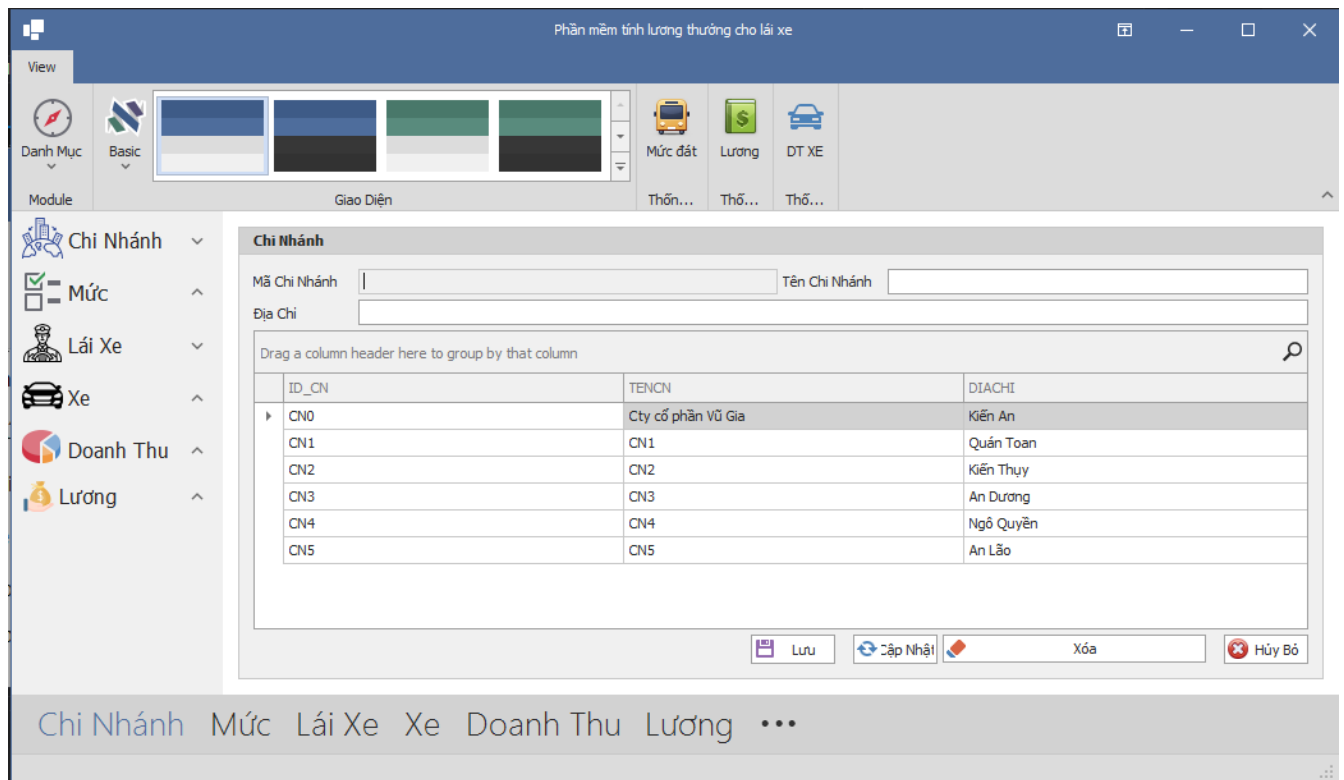 Phần mềm tính lương thưởng cho lái xe
View
Danh Mục
Basic
Mức đát
Lương
DT XE
Module
Giao Diện
Thốn...
Thố...
Thố...
Chi Nhánh
Mức
Lái Xe
Xe
Doanh Thu
Lương
Chi Nhánh
Mã Chi Nhánh
Tên Chi Nhánh
Địa Chỉ
Drag a column header here to group by that column
ID_CN TENCN DIACHI
CN0 Cty cổ phần Vũ Gia Kiến An
CN1 CN1 Quán Toan
CN2 CN2 Kiến Thụy
CN3 CN3 An Dương
CN4 CN4 Ngô Quyền
CN5 CN5 An Lão
Lưu
Cập Nhật
Xóa
Hủy Bỏ
Chi Nhánh Mức Lái Xe Xe Doanh Thu Lương •••